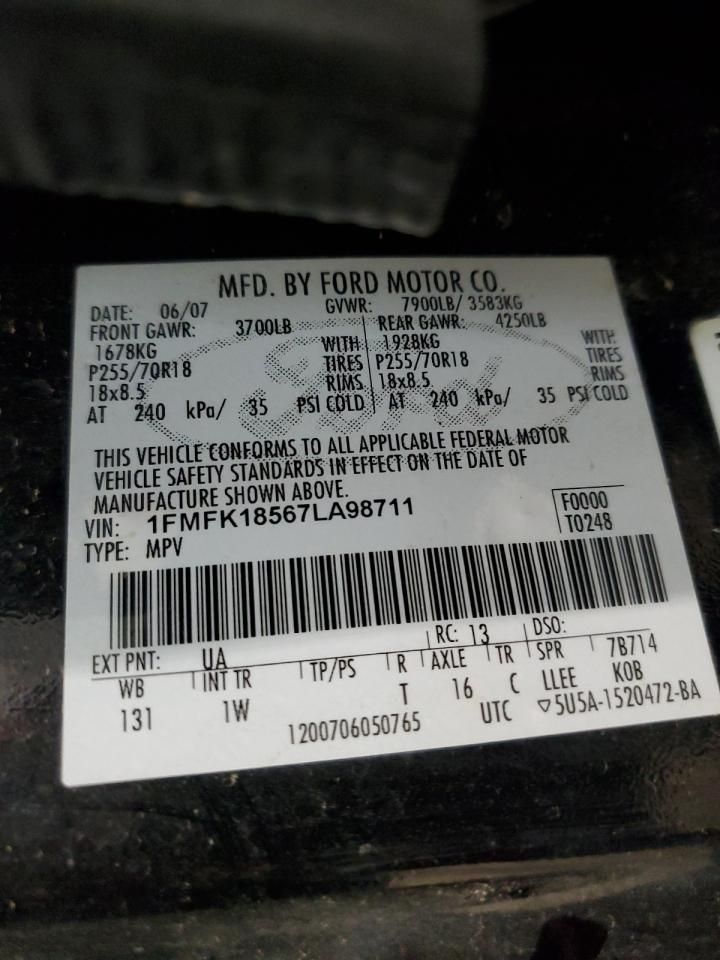 MFD. BY FORD MOTOR CO.
DATE: 06/07 GVWR: 7900LB/ 3583KG
FRONT GAWR: 3700LB REAR GAWR: 4250LB
1678KG WITH 1928KG WITH
P255/70R18 TIRES P255/70R18 TIRES
18x8.5 RIMS 18x8.5 RIMS
AT 240 kPa/ 35 PSI COLD AT 240 kPa/ 35 PSI COLD
THIS VEHICLE CONFORMS TO ALL APPLICABLE FEDERAL MOTOR
VEHICLE SAFETY STANDARDS IN EFFECT ON THE DATE OF
MANUFACTURE SHOWN ABOVE.
VIN: 1FMFK18567LA98711 F0000
TYPE: MPV T0248
EXT PNT: UA RC: 13 DSO:
WB INT TR TP/PS R AXLE TR SPR 7B714
131 1W T 16 C LLEE K0B
1200706050765 UTC ▽5U5A-1520472-BA